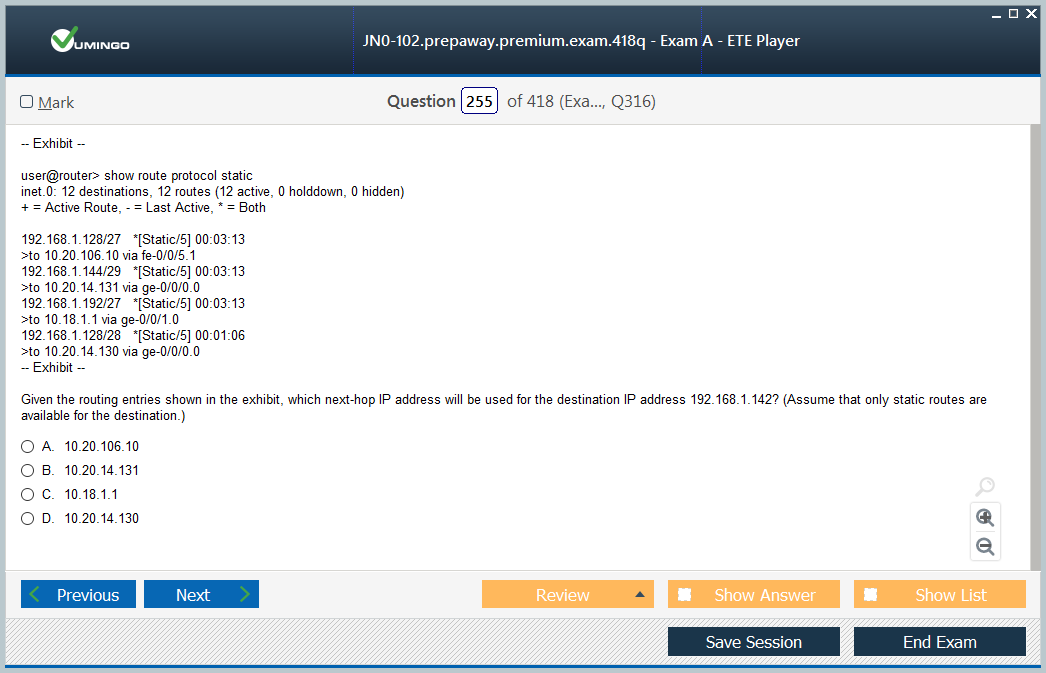 VUMINGO
JN0-102.prepaway.premium.exam.418q - Exam A - ETE Player
Mark
Question 255 of 418 (Exa..., Q316)
-- Exhibit --
user@router> show route protocol static
inet.0: 12 destinations, 12 routes (12 active, 0 holddown, 0 hidden)
+ = Active Route, - = Last Active, * = Both
192.168.1.128/27 *[Static/5] 00:03:13
>to 10.20.106.10 via fe-0/0/5.1
192.168.1.144/29 *[Static/5] 00:03:13
>to 10.20.14.131 via ge-0/0/0.0
192.168.1.192/27 *[Static/5] 00:03:13
>to 10.18.1.1 via ge-0/0/1.0
192.168.1.128/28 *[Static/5] 00:01:06
>to 10.20.14.130 via ge-0/0/0.0
-- Exhibit --
Given the routing entries shown in the exhibit, which next-hop IP address will be used for the destination IP address 192.168.1.142? (Assume that only static routes are
available for the destination.)
A. 10.20.106.10
B. 10.20.14.131
C. 10.18.1.1
D. 10.20.14.130
Previous
Next
Review
Show Answer
Show List
Save Session
End Exam